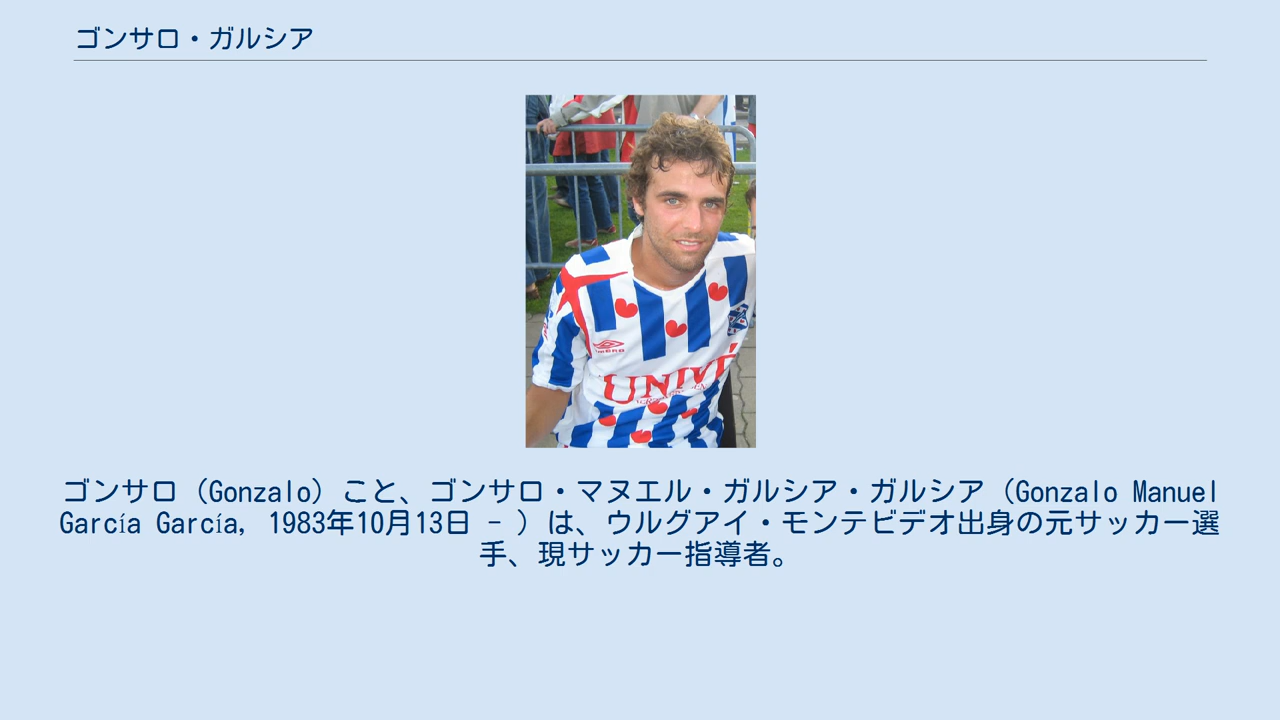 ゴンサロ・ガルシア
UMBRO
UNIVÉ
ゴンサロ（Gonzalo）こと、ゴンサロ・マヌエル・ガルシア・ガルシア（Gonzalo Manuel
García García, 1983年10月13日 - ）は、ウルグアイ・モンテビデオ出身の元サッカー選
手、現サッカー指導者。